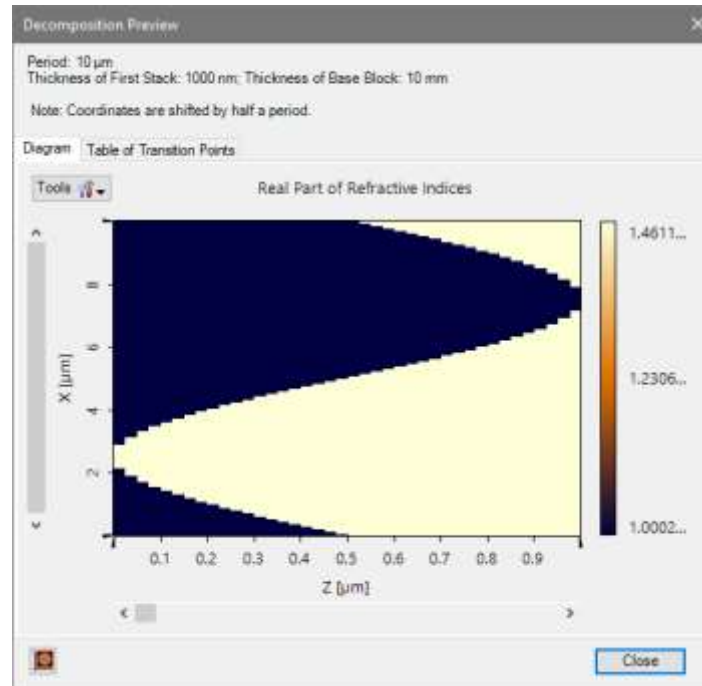 Decomposition Preview
Period: 10 µm
Thickness of First Stack: 1000 nm; Thickness of Base Block: 10 mm
Note: Coordinates are shifted by half a period.
Diagram Table of Transition Points
Tools
Real Part of Refractive Indices
1.4611...
8
6
X [µm]
1.2306...
4
2
1.0002...
0.1 0.2 0.3 0.4 0.5 0.6 0.7 0.8 0.9
Z [µm]
Close